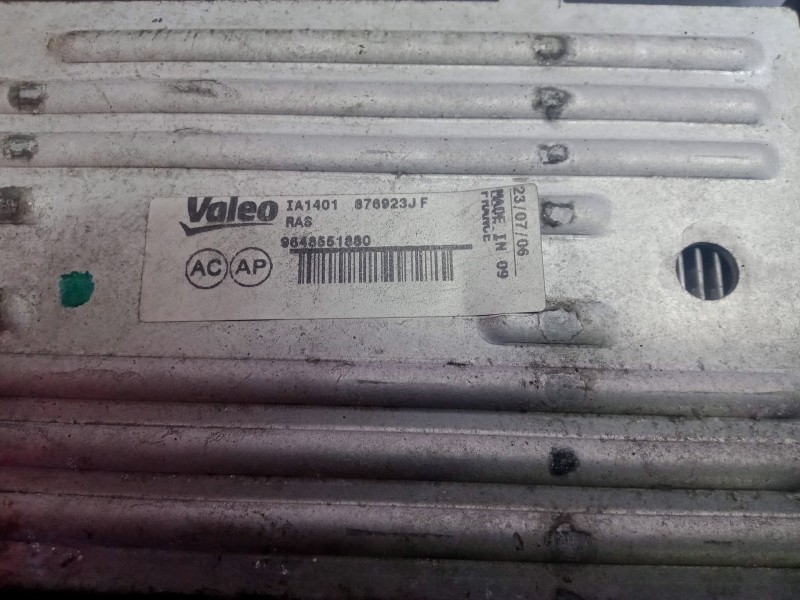 Valeo
IA1401 876923J F
RAS
9648551880
AC AP
23/07/06
MADE IN 09
FRANCE